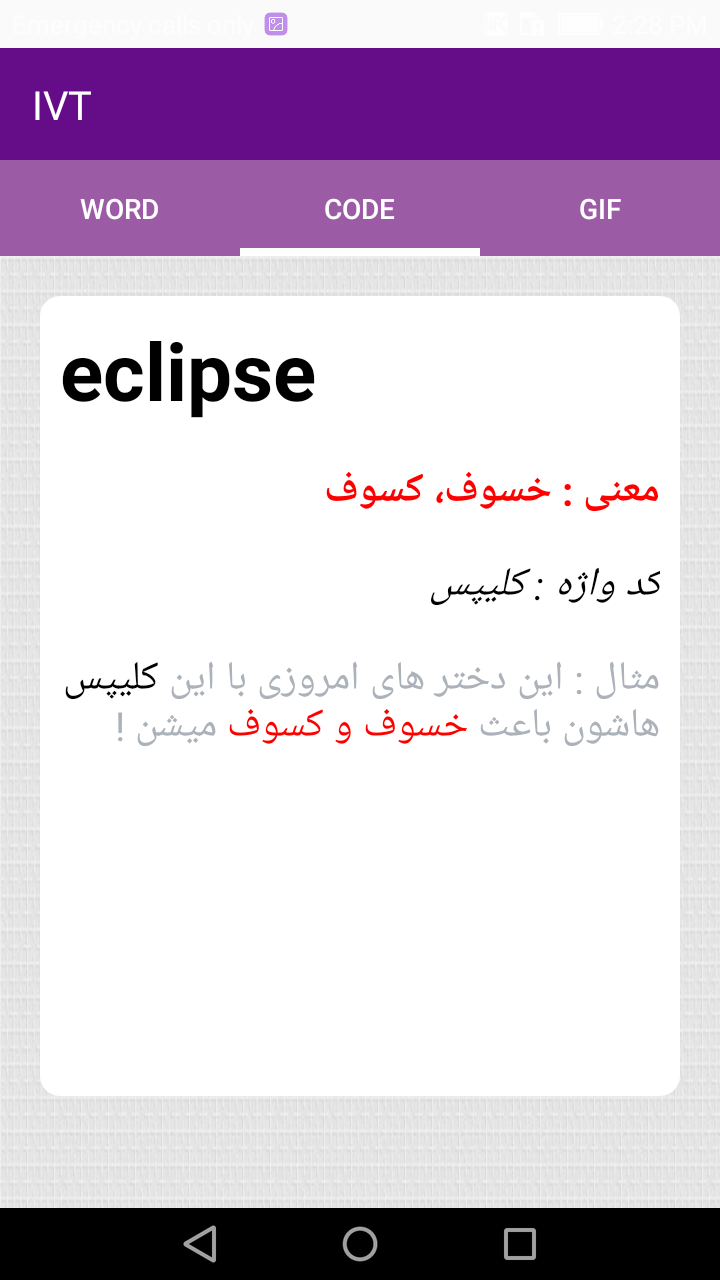 Emergency calls only 2:28 PM
IVT
WORD CODE GIF
eclipse
معنی : خسوف، کسوف
کد واژه : کلیپس
مثال : این دختر های امروزی با این کلیپس
هاشون باعث خسوف و کسوف میشن !